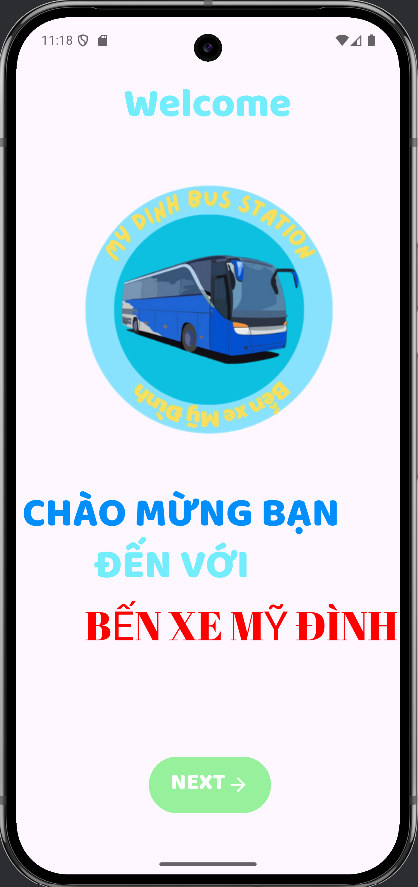 11:18
Welcome
MY DINH BUS STATION
Bến xe Mỹ Đình
CHÀO MỪNG BẠN
ĐẾN VỚI
BẾN XE MỸ ĐÌNH
NEXT →